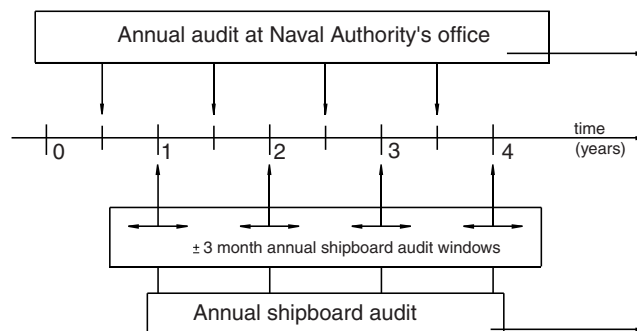 Annual audit at Naval Authority's office
time
0 1 2 3 4 (years)
± 3 month annual shipboard audit windows
Annual shipboard audit